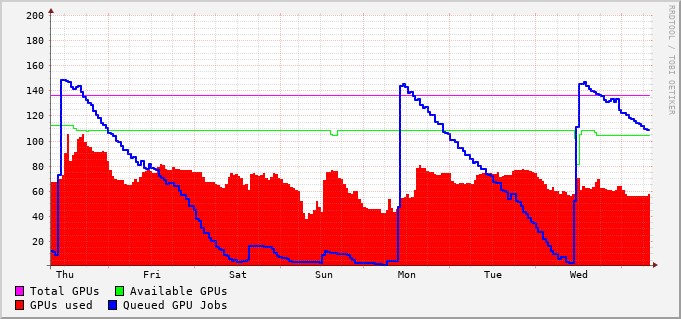 200
180
160
140
120
100
80
60
40
20
Thu Fri Sat Sun Mon Tue Wed
Total GPUs Available GPUs
GPUs used Queued GPU Jobs
RRDTOOL / TOBI OETIKER